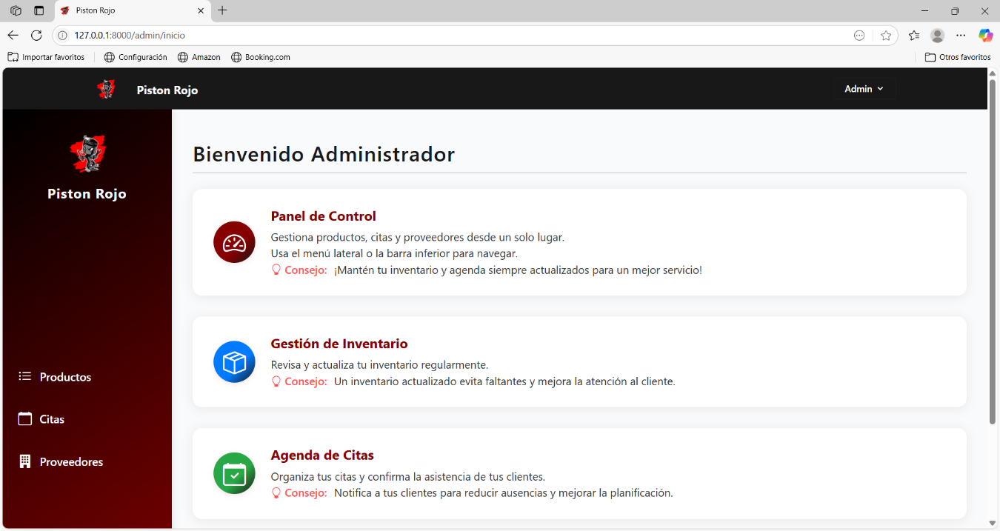 Piston Rojo
127.0.0.1:8000/admin/inicio
Importar favoritos
Configuración
Amazon
Booking.com
Otros favoritos
Piston Rojo
Admin
Piston Rojo
Productos
Citas
Proveedores
Bienvenido Administrador
Panel de Control
Gestiona productos, citas y proveedores desde un solo lugar.
Usa el menú lateral o la barra inferior para navegar.
Consejo: ¡Mantén tu inventario y agenda siempre actualizados para un mejor servicio!
Gestión de Inventario
Revisa y actualiza tu inventario regularmente.
Consejo: Un inventario actualizado evita faltantes y mejora la atención al cliente.
Agenda de Citas
Organiza tus citas y confirma la asistencia de tus clientes.
Consejo: Notifica a tus clientes para reducir ausencias y mejorar la planificación.